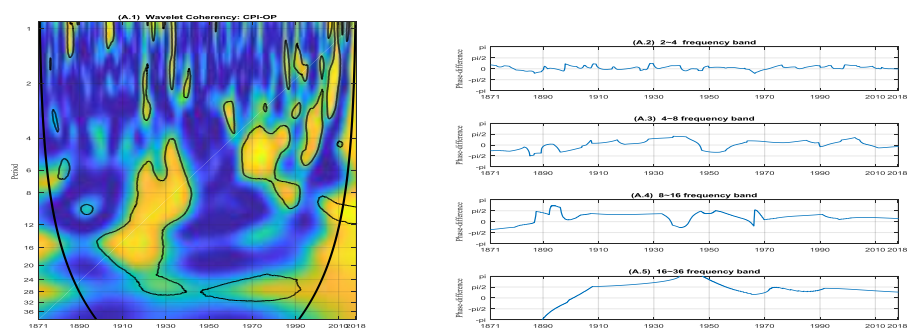 (A.1) Wavelet Coherency: CPI-OP
Period
1
2
4
6
8
12
16
20
24
28
32
36
1871 1890 1910 1930 1950 1970 1990 2010 2018
(A.2) 2~4 frequency band
Phase-difference
pi
pi/2
0
-pi/2
-pi
1871 1890 1910 1930 1950 1970 1990 2010 2018
(A.3) 4~8 frequency band
Phase-difference
pi
pi/2
0
-pi/2
-pi
1871 1890 1910 1930 1950 1970 1990 2010 2018
(A.4) 8~16 frequency band
Phase-difference
pi
pi/2
0
-pi/2
-pi
1871 1890 1910 1930 1950 1970 1990 2010 2018
(A.5) 16~36 frequency band
Phase-difference
pi
pi/2
0
-pi/2
-pi
1871 1890 1910 1930 1950 1970 1990 2010 2018